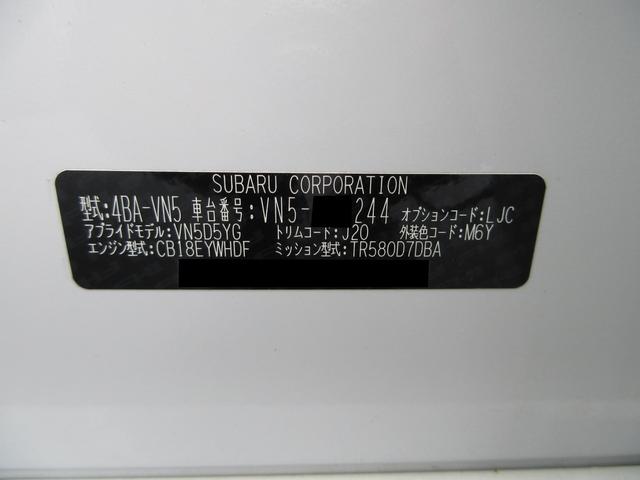 SUBARU CORPORATION
型式:4BA-VN5 車台番号:VN5- 244 オプションコード:LJC
アプライドモデル:VN5D5YG トリムコード:J20 外装色コード:M6Y
エンジン型式:CB18EYWHDF ミッション型式:TR580D7DBA